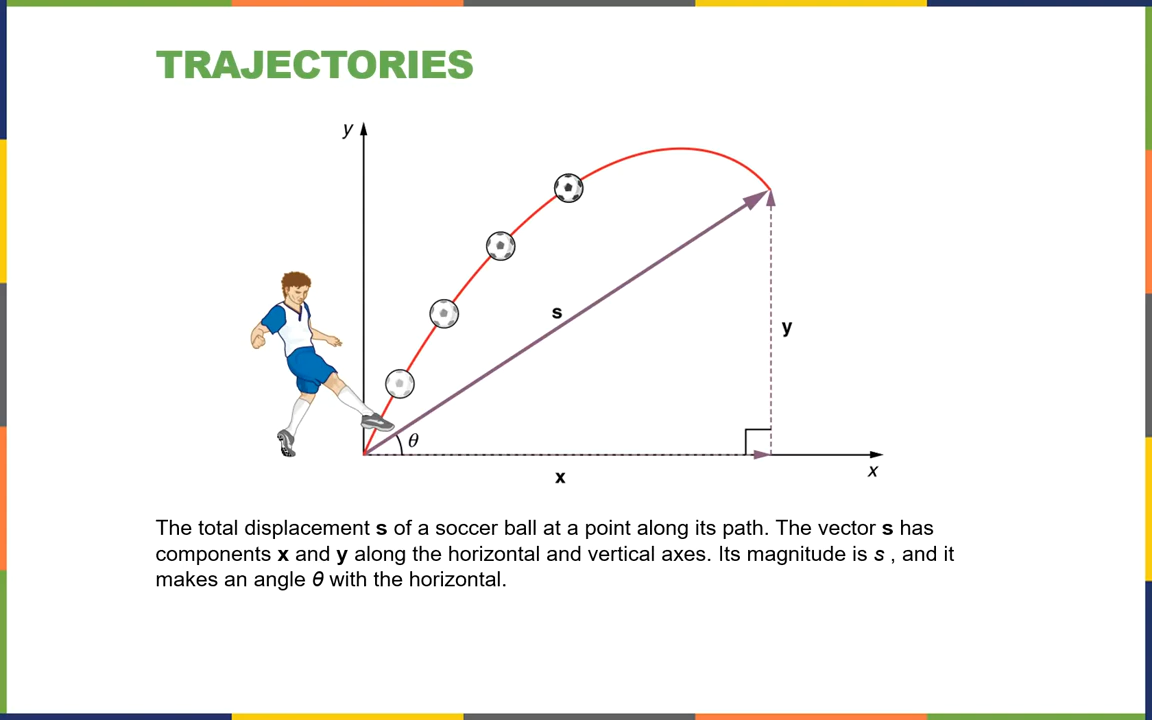 TRAJECTORIES
y
s
y
θ
x
x
The total displacement s of a soccer ball at a point along its path. The vector s has
components x and y along the horizontal and vertical axes. Its magnitude is s , and it
makes an angle θ with the horizontal.